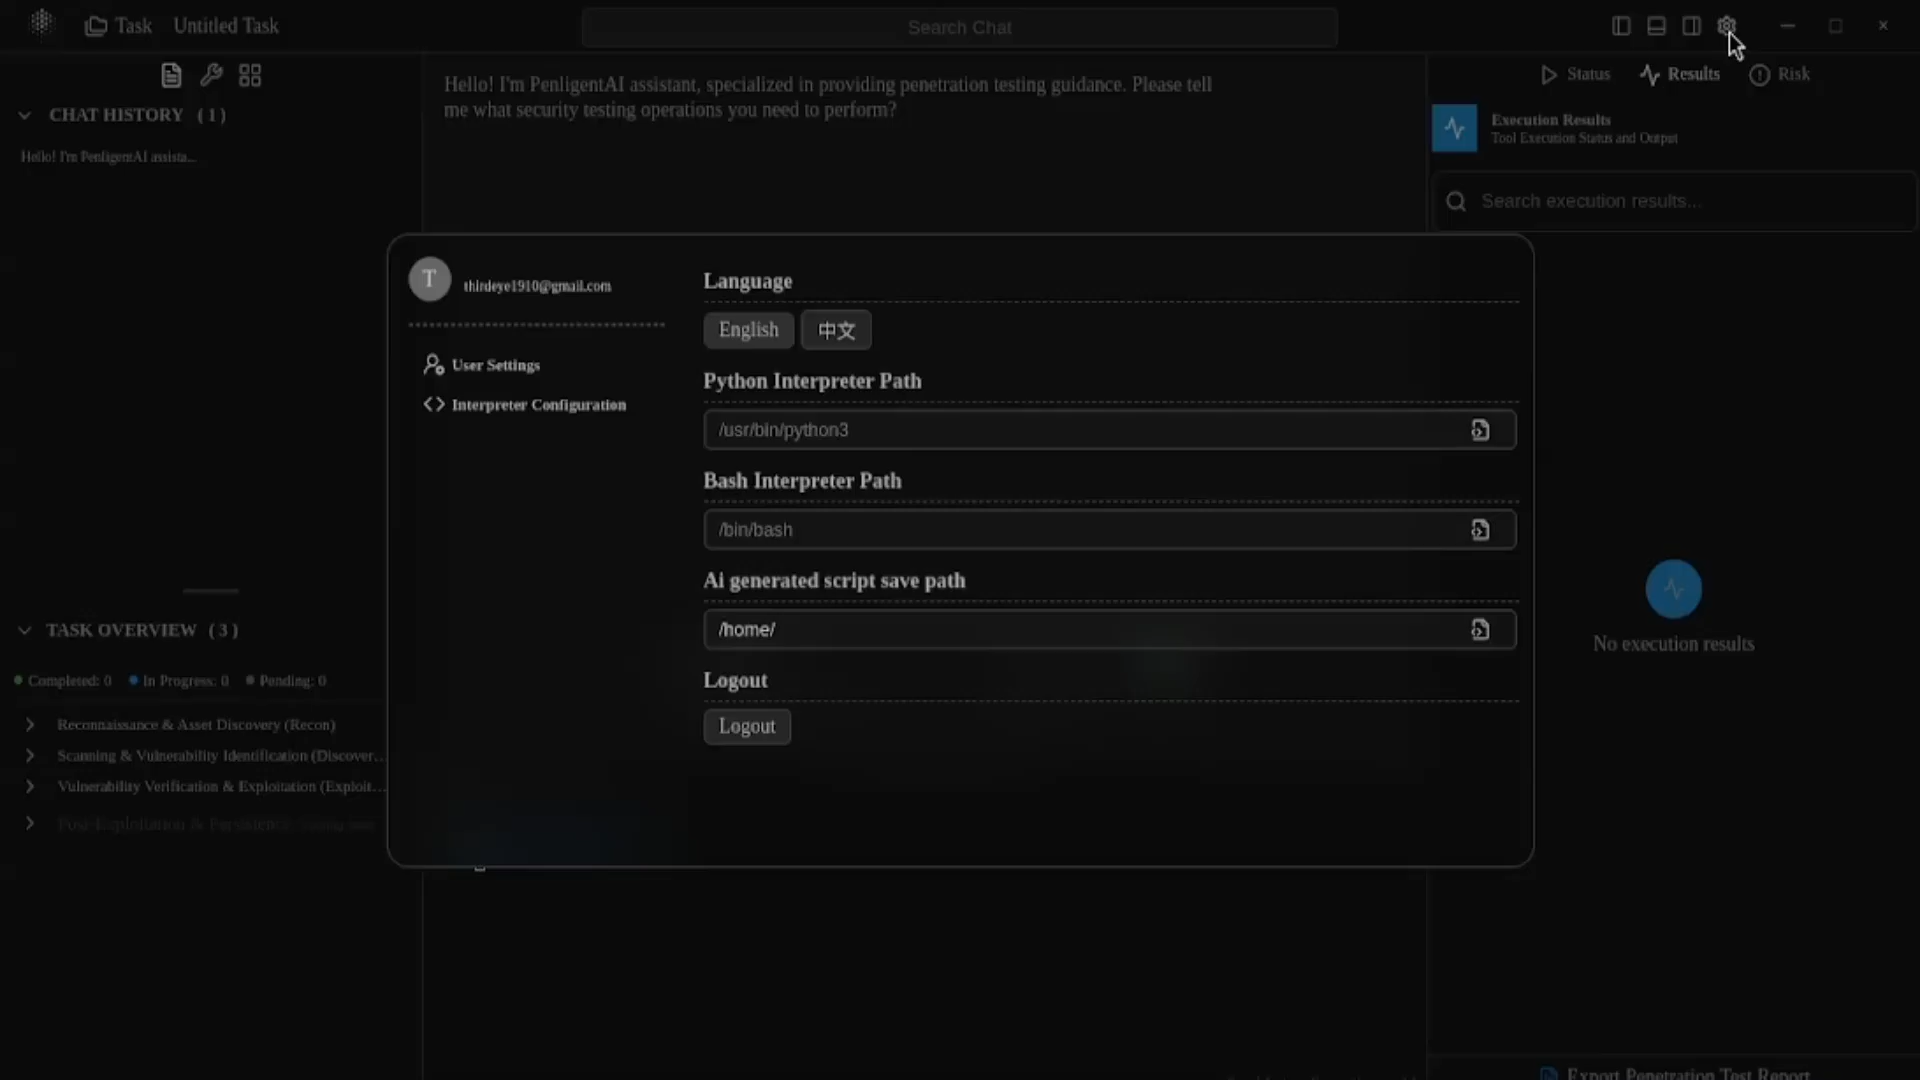 Task Untitled Task
Search Chat
CHAT HISTORY ( 1 )
Hello! I'm PenligentAI assista...
Hello! I'm PenligentAI assistant, specialized in providing penetration testing guidance. Please tell
me what security testing operations you need to perform?
Status Results Risk
Execution Results
Tool Execution Status and Output
Search execution results...
No execution results
T thirdeye1910@gmail.com
User Settings
Interpreter Configuration
Language
English 中文
Python Interpreter Path
/usr/bin/python3
Bash Interpreter Path
/bin/bash
Ai generated script save path
/home/
Logout
Logout
TASK OVERVIEW ( 3 )
Completed: 0 In Progress: 0 Pending: 0
Reconnaissance & Asset Discovery (Recon)
Scanning & Vulnerability Identification (Discover...
Vulnerability Verification & Exploitation (Exploit...
Post-Exploitation & Persistence
Export Penetration Test Report